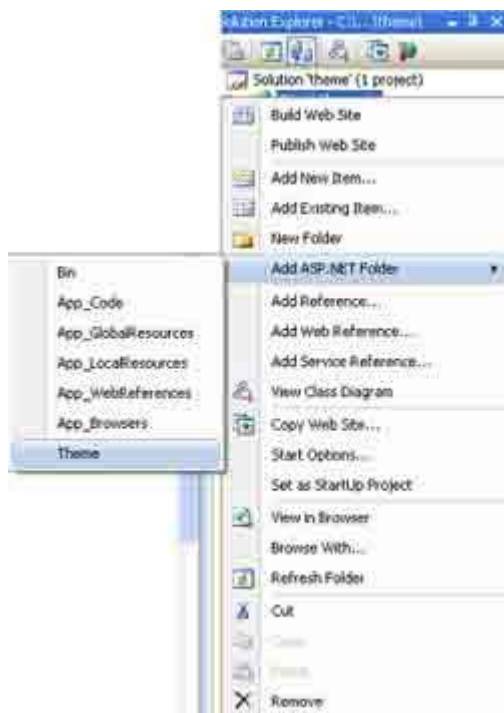 Solution Explorer - C:\...\theme\
Solution 'theme' (1 project)
Build Web Site
Publish Web Site
Add New Item...
Add Existing Item...
New Folder
Add ASP.NET Folder
Add Reference...
Add Web Reference...
Add Service Reference...
View Class Diagram
Copy Web Site...
Start Options...
Set as StartUp Project
View in Browser
Browse With...
Refresh Folder
Cut
Remove
Bin
App_Code
App_GlobalResources
App_LocalResources
App_WebReferences
App_Browsers
Theme